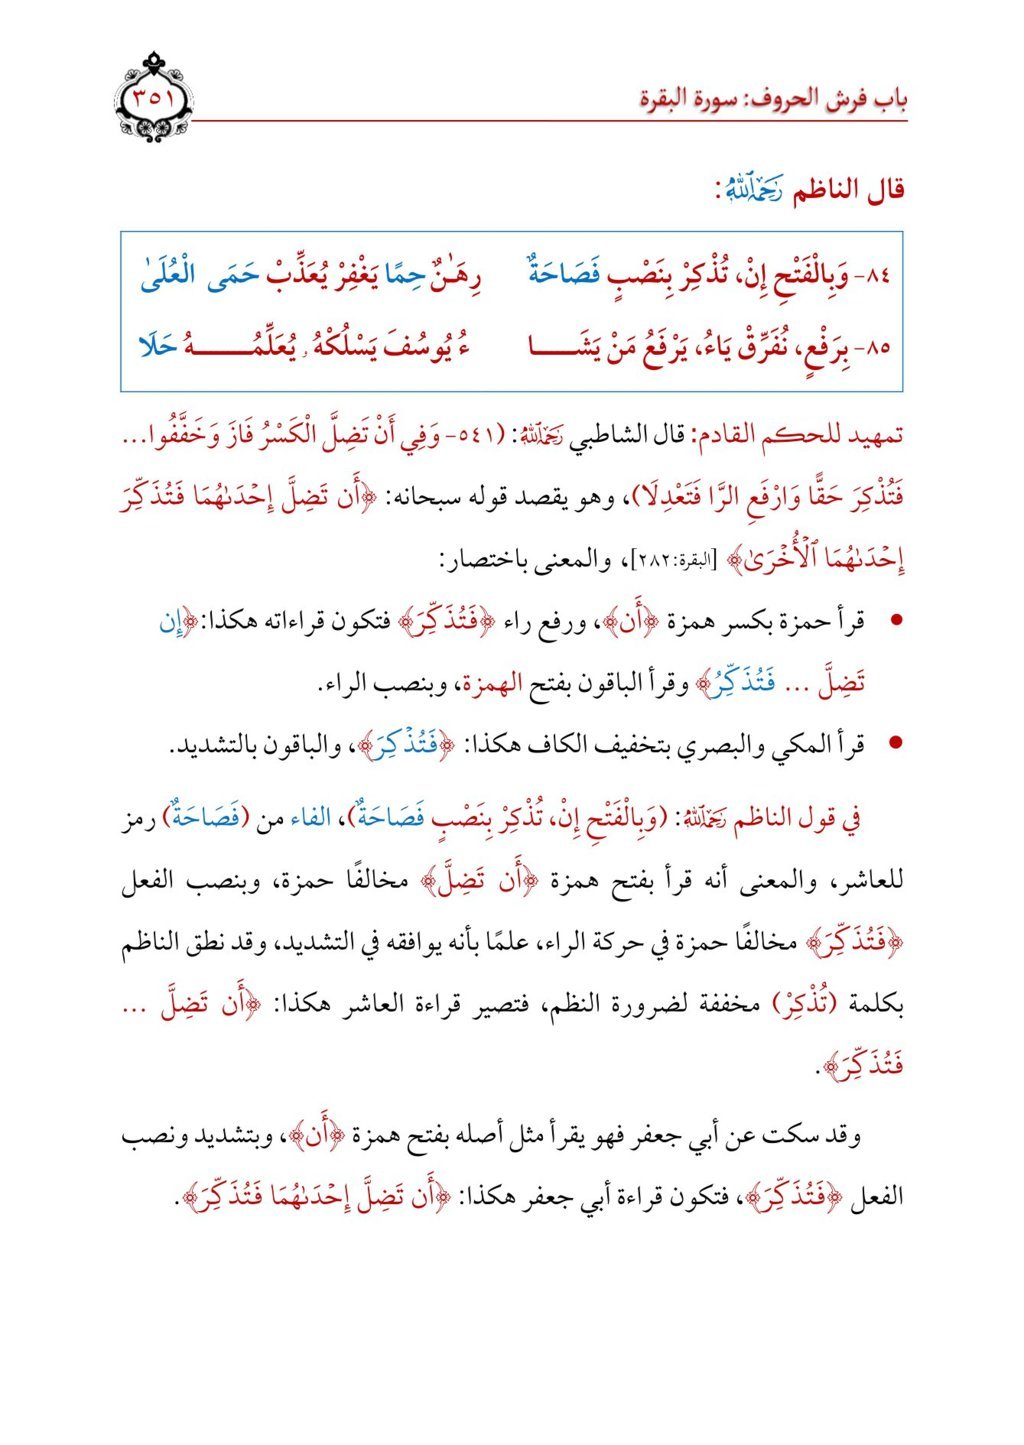 باب فرش الحروف: سورة البقرة ٣٥١
قال الناظم رَحِمَهُ ٱللَّهُ:
٨٤- وَبِالْفَتْحِ إِنْ، تُذْكِرْ بِنَصْبٍ فَصَاحَةٌ رِهَـٰنٌ حِمًا يَغْفِرْ يُعَذِّبْ حَمَى الْعُلَىٰ
٨٥- بِرَفْعٍ، نُفَرِّقْ يَاءُ، يَرْفَعُ مَنْ يَشَـــا ءُ يُوسُفَ يَسْلُكْهُۥ يُعَلِّمُـــــهُ حَلَا
تمهيد للحكم القادم: قال الشاطبي رَحِمَهُ ٱللَّهُ: (٥٤١- وَفِي أَنْ تَضِلَّ الْكَسْرُ فَازَ وَخَفَّفُوا...
فَتُذْكِرَ حَقًّا وَارْفَعِ الرَّا فَتَعْدِلَا)، وهو يقصد قوله سبحانه: ﴿أَن تَضِلَّ إِحْدَىٰهُمَا فَتُذَكِّرَ
إِحْدَىٰهُمَا ٱلْأُخْرَىٰ﴾ [البقرة:٢٨٢]، والمعنى باختصار:
• قرأ حمزة بكسر همزة ﴿أَن﴾، ورفع راء ﴿فَتُذَكِّرَ﴾ فتكون قراءاته هكذا:﴿إِن
تَضِلَّ ... فَتُذَكِّرُ﴾ وقرأ الباقون بفتح الهمزة، وبنصب الراء.
• قرأ المكي والبصري بتخفيف الكاف هكذا: ﴿فَتُذْكِرَ﴾، والباقون بالتشديد.
في قول الناظم رَحِمَهُ ٱللَّهُ: (وَبِالْفَتْحِ إِنْ، تُذْكِرْ بِنَصْبٍ فَصَاحَةٌ)، الفاء من (فَصَاحَةٌ) رمز
للعاشر، والمعنى أنه قرأ بفتح همزة ﴿أَن تَضِلَّ﴾ مخالفًا حمزة، وبنصب الفعل
﴿فَتُذَكِّرَ﴾ مخالفًا حمزة في حركة الراء، علمًا بأنه يوافقه في التشديد، وقد نطق الناظم
بكلمة (تُذْكِرْ) مخففة لضرورة النظم، فتصير قراءة العاشر هكذا: ﴿أَن تَضِلَّ ...
فَتُذَكِّرَ﴾.
وقد سكت عن أبي جعفر فهو يقرأ مثل أصله بفتح همزة ﴿أَن﴾، وبتشديد ونصب
الفعل ﴿فَتُذَكِّرَ﴾، فتكون قراءة أبي جعفر هكذا: ﴿أَن تَضِلَّ إِحْدَىٰهُمَا فَتُذَكِّرَ﴾.